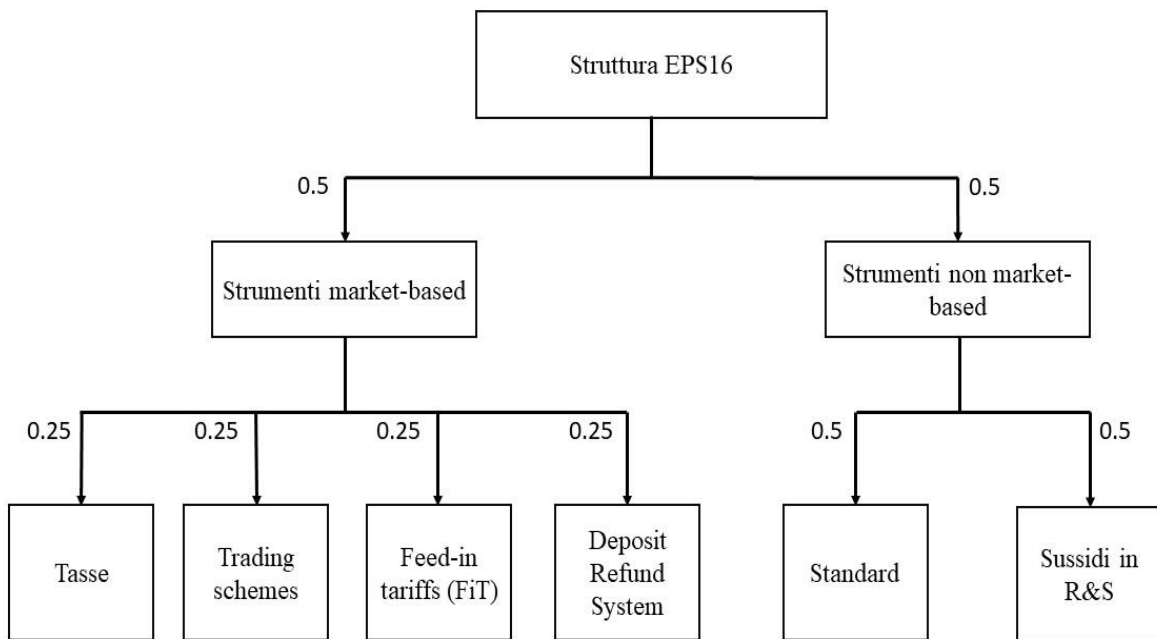 Struttura EPS16
0.5
0.5
Strumenti market-based
Strumenti non market-
based
0.25
0.25
0.25
0.25
0.5
0.5
Tasse
Trading
schemes
Feed-in
tariffs (FiT)
Deposit
Refund
System
Standard
Sussidi in
R&S